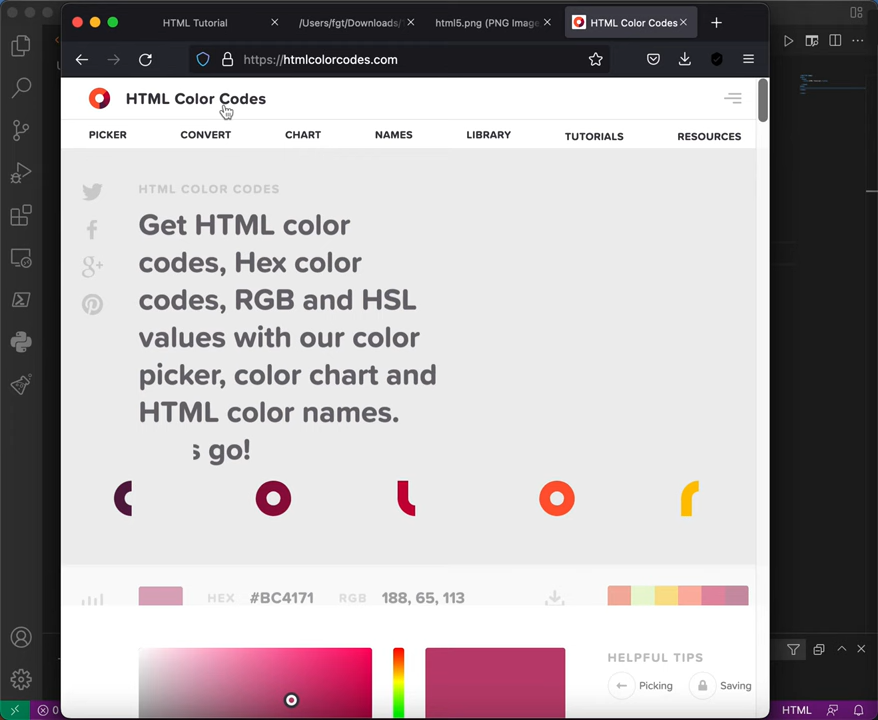 HTML Tutorial
/Users/fgt/Downloads/
html5.png (PNG Image
HTML Color Codes
https://htmlcolorcodes.com
HTML Color Codes
PICKER CONVERT CHART NAMES LIBRARY TUTORIALS RESOURCES
HTML COLOR CODES
Get HTML color
codes, Hex color
codes, RGB and HSL
values with our color
picker, color chart and
HTML color names.
s go!
HEX #BC4171 RGB 188, 65, 113
HELPFUL TIPS
Picking Saving
0
HTML